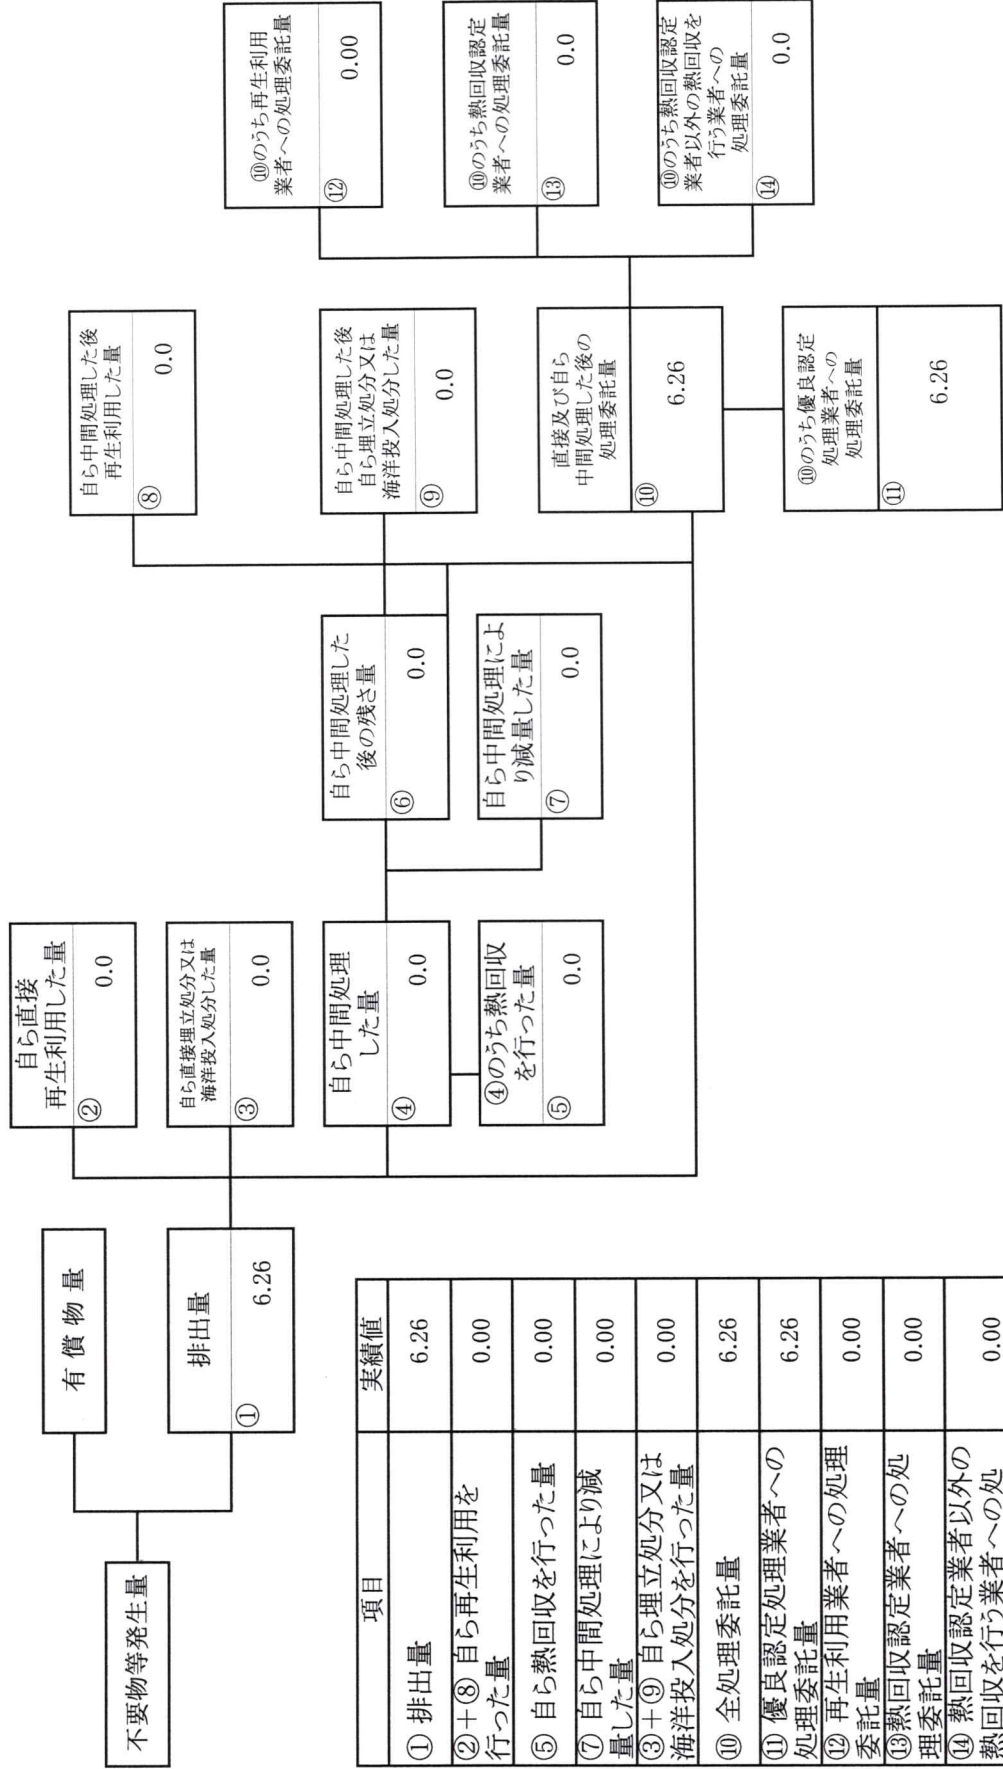 不要物等発生量
有償物量
排出量
①
6.26
自ら直接
再生利用した量
②
0.0
自ら直接埋立処分又は
海洋投入処分した量
③
0.0
自ら中間処理
した量
④
0.0
④のうち熱回収
を行った量
⑤
0.0
自ら中間処理した
後の残さ量
⑥
0.0
自ら中間処理によ
り減量した量
⑦
0.0
自ら中間処理した後
再生利用した量
⑧
0.0
自ら中間処理した後
自ら埋立処分又は
海洋投入処分した量
⑨
0.0
直接及び自ら
中間処理した後の
処理委託量
⑩
6.26
⑩のうち優良認定
処理業者への
処理委託量
⑪
6.26
⑩のうち再生利用
業者への処理委託量
⑫
0.00
⑩のうち熱回収認定
業者への処理委託量
⑬
0.0
⑩のうち熱回収認定
業者以外の熱回収を
行う業者への
処理委託量
⑭
0.0
項目 実績値
① 排出量 6.26
②+⑧ 自ら再生利用を
行った量 0.00
⑤ 自ら熱回収を行った量 0.00
⑦ 自ら中間処理により減
量した量 0.00
③+⑨ 自ら埋立処分又は
海洋投入処分を行った量 0.00
⑩ 全処理委託量 6.26
⑪ 優良認定処理業者への
処理委託量 6.26
⑫ 再生利用業者への処理
委託量 0.00
⑬熱回収認定業者への処
理委託量 0.00
⑭ 熱回収認定業者以外の
熱回収を行う業者への処 0.00